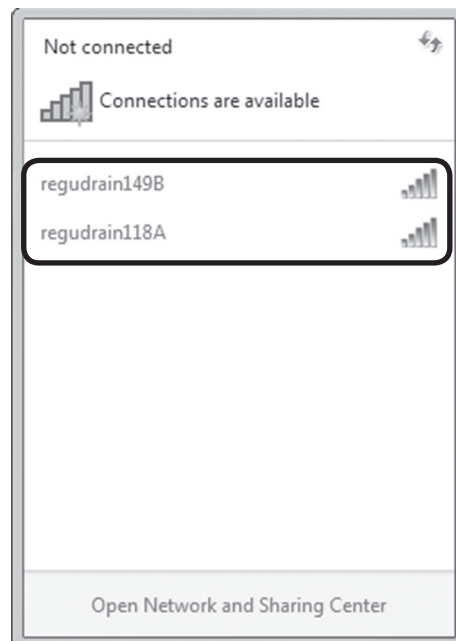 Not connected
Connections are available
regudrain149B
regudrain118A
Open Network and Sharing Center